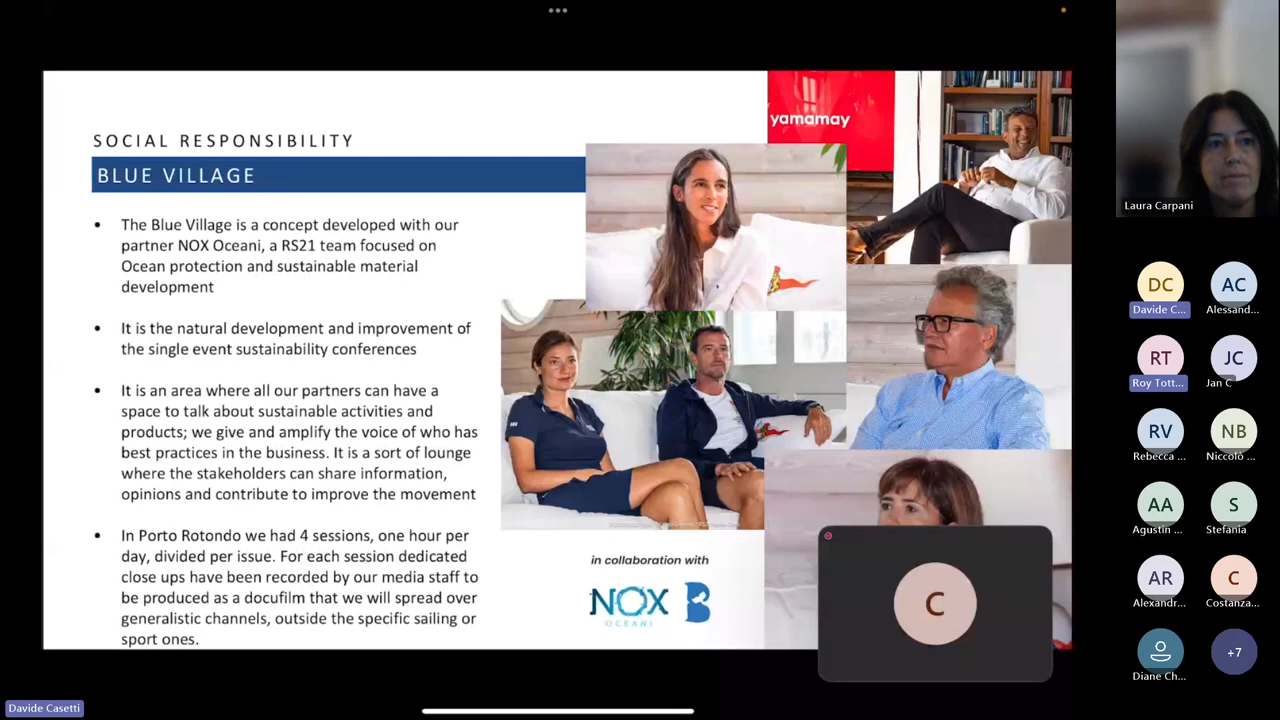 SOCIAL RESPONSIBILITY
BLUE VILLAGE
• The Blue Village is a concept developed with our
partner NOX Oceani, a RS21 team focused on
Ocean protection and sustainable material
development
• It is the natural development and improvement of
the single event sustainability conferences
• It is an area where all our partners can have a
space to talk about sustainable activities and
products; we give and amplify the voice of who has
best practices in the business. It is a sort of lounge
where the stakeholders can share information,
opinions and contribute to improve the movement
• In Porto Rotondo we had 4 sessions, one hour per
day, divided per issue. For each session dedicated
close ups have been recorded by our media staff to
be produced as a docufilm that we will spread over
generalistic channels, outside the specific sailing or
sport ones.
yamamay
in collaboration with
NOX
OCEANI
B
C
Laura Carpani
DC
AC
Davide C...
Alessand...
RT
JC
Roy Tott...
Jan C
RV
NB
Rebecca ...
Niccolò ...
AA
S
Agustin ...
Stefania
AR
C
Alexandr...
Costanza...
Diane Ch...
+7
Davide Casetti